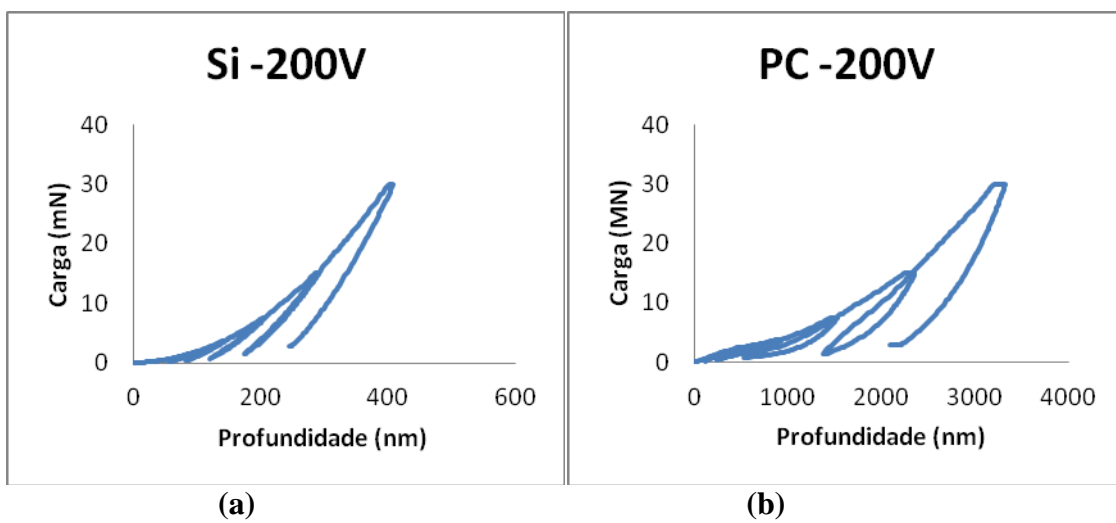 Si -200V
40
30
20
10
0
Carga (mN)
0 200 400 600
Profundidade (nm)
(a)
PC -200V
40
30
20
10
0
Carga (MN)
0 1000 2000 3000 4000
Profundidade (nm)
(b)